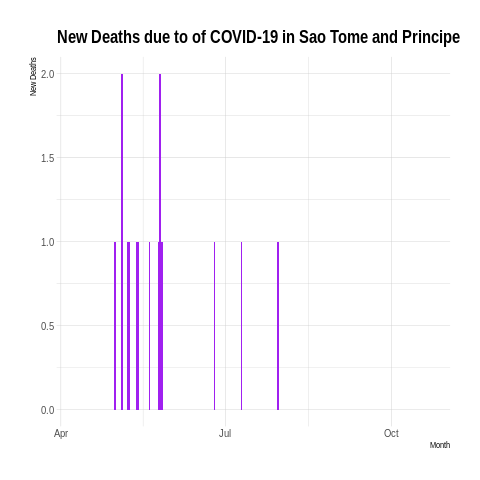 New Deaths due to of COVID-19 in Sao Tome and Principe
New Deaths
2.0
1.5
1.0
0.5
0.0
Apr
Jul
Oct
Month